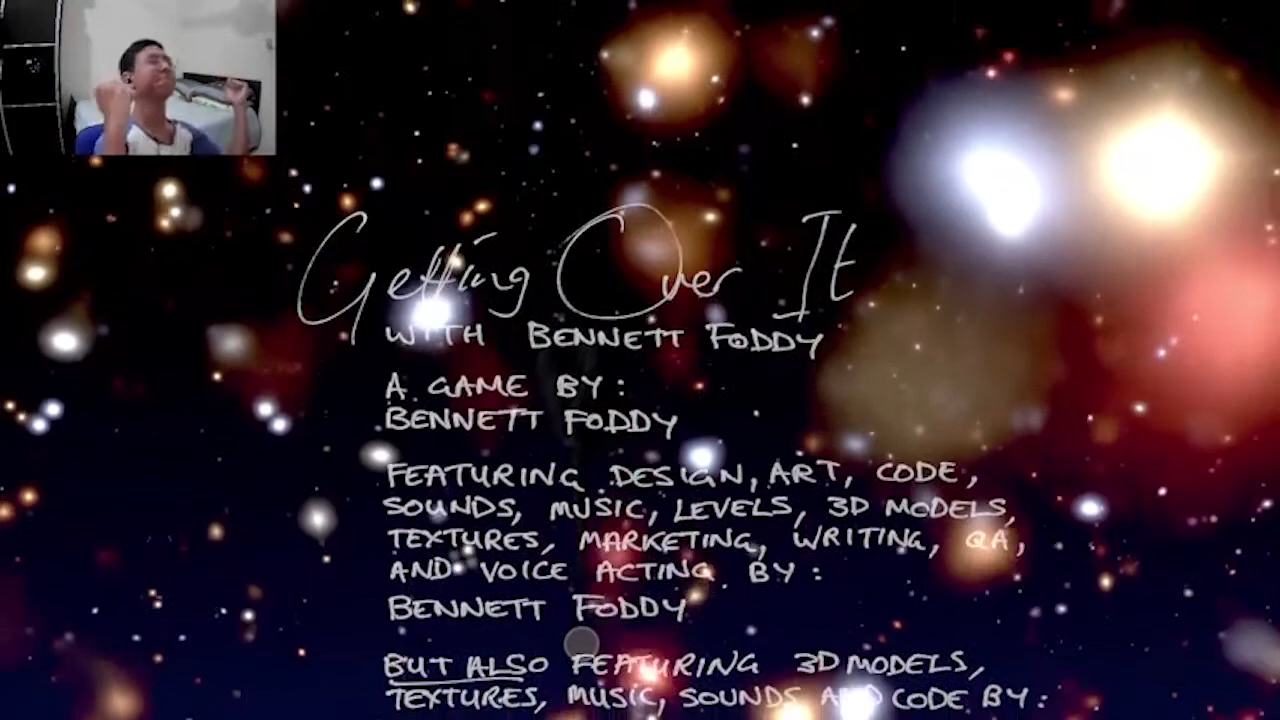 Getting Over It
WITH BENNETT FODDY
A GAME BY:
BENNETT FODDY
FEATURING DESIGN, ART, CODE,
SOUNDS, MUSIC, LEVELS, 3D MODELS,
TEXTURES, MARKETING, WRITING, QA,
AND VOICE ACTING BY:
BENNETT FODDY
BUT ALSO FEATURING 3D MODELS,
TEXTURES, MUSIC, SOUNDS AND CODE BY: